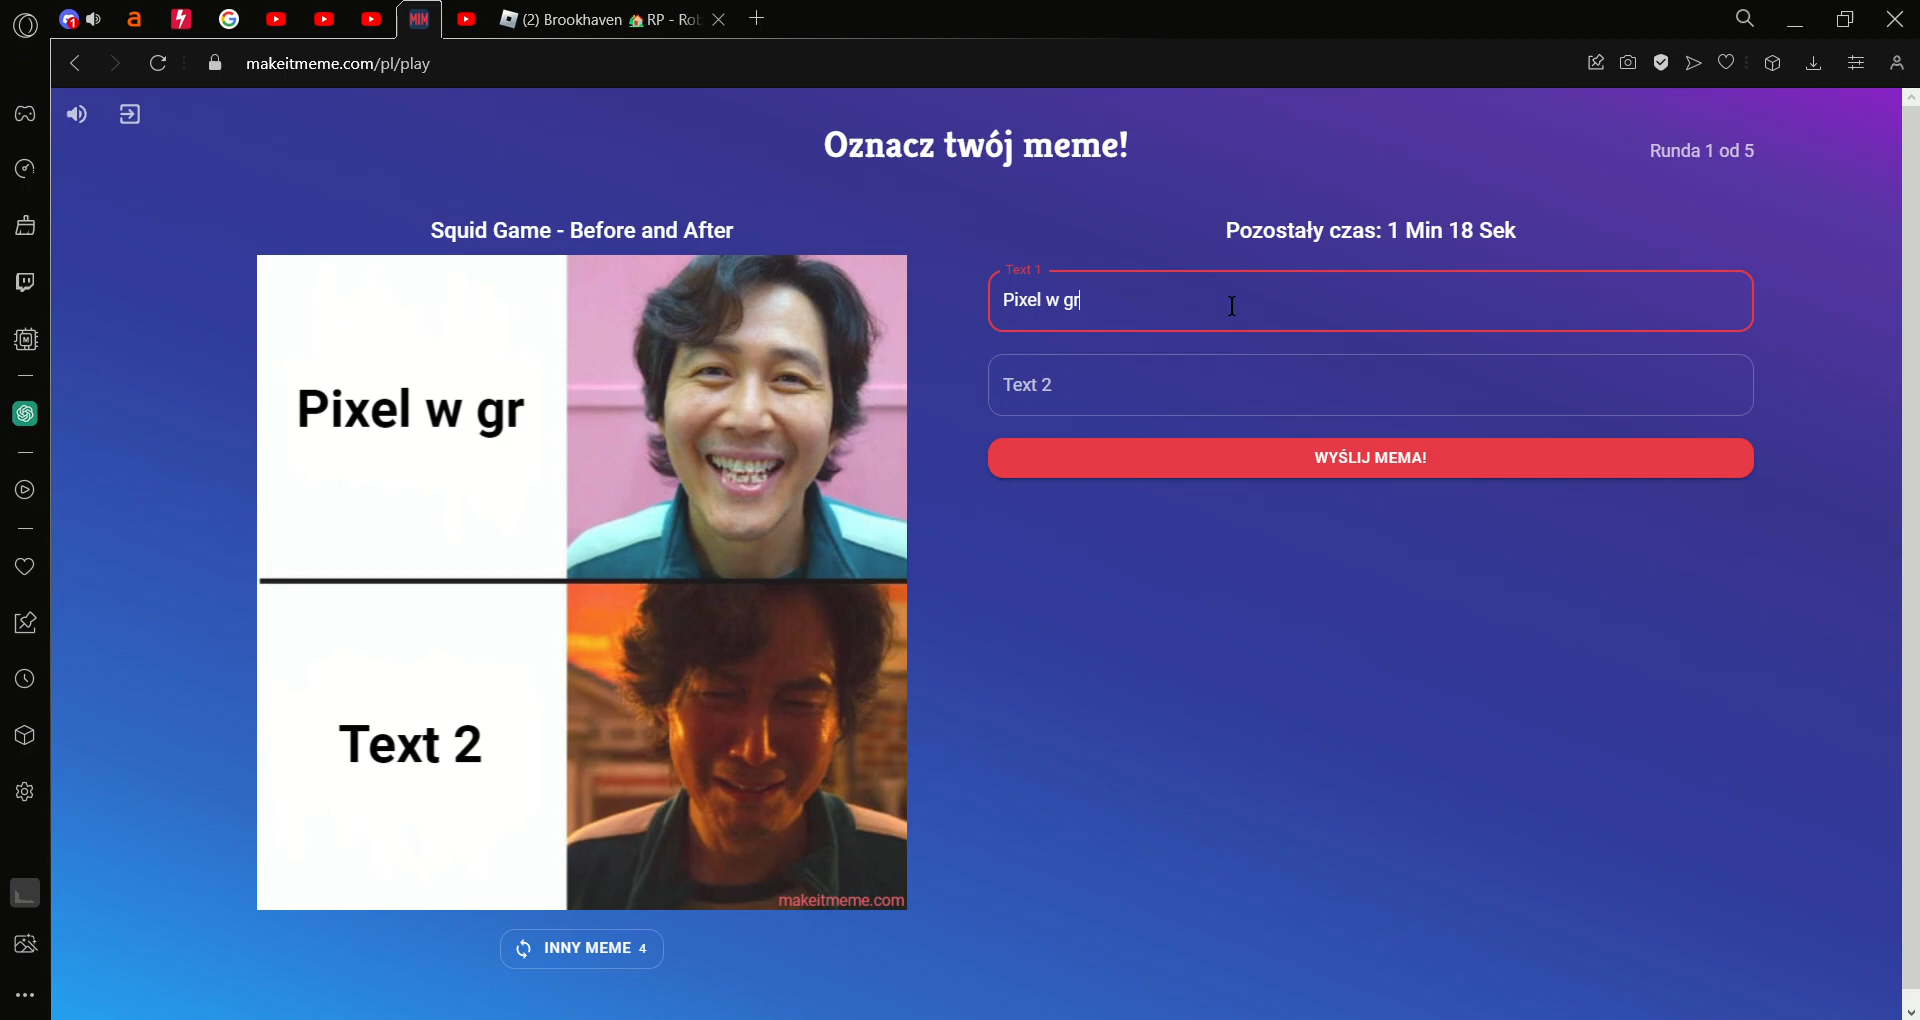 (2) Brookhaven 🏡RP - Rob
makeitmeme.com/pl/play
Oznacz twój meme!
Runda 1 od 5
Squid Game - Before and After
Pozostały czas: 1 Min 18 Sek
Text 1
Pixel w gr
Text 2
WYŚLIJ MEMA!
Pixel w gr
Text 2
makeitmeme.com
INNY MEME 4